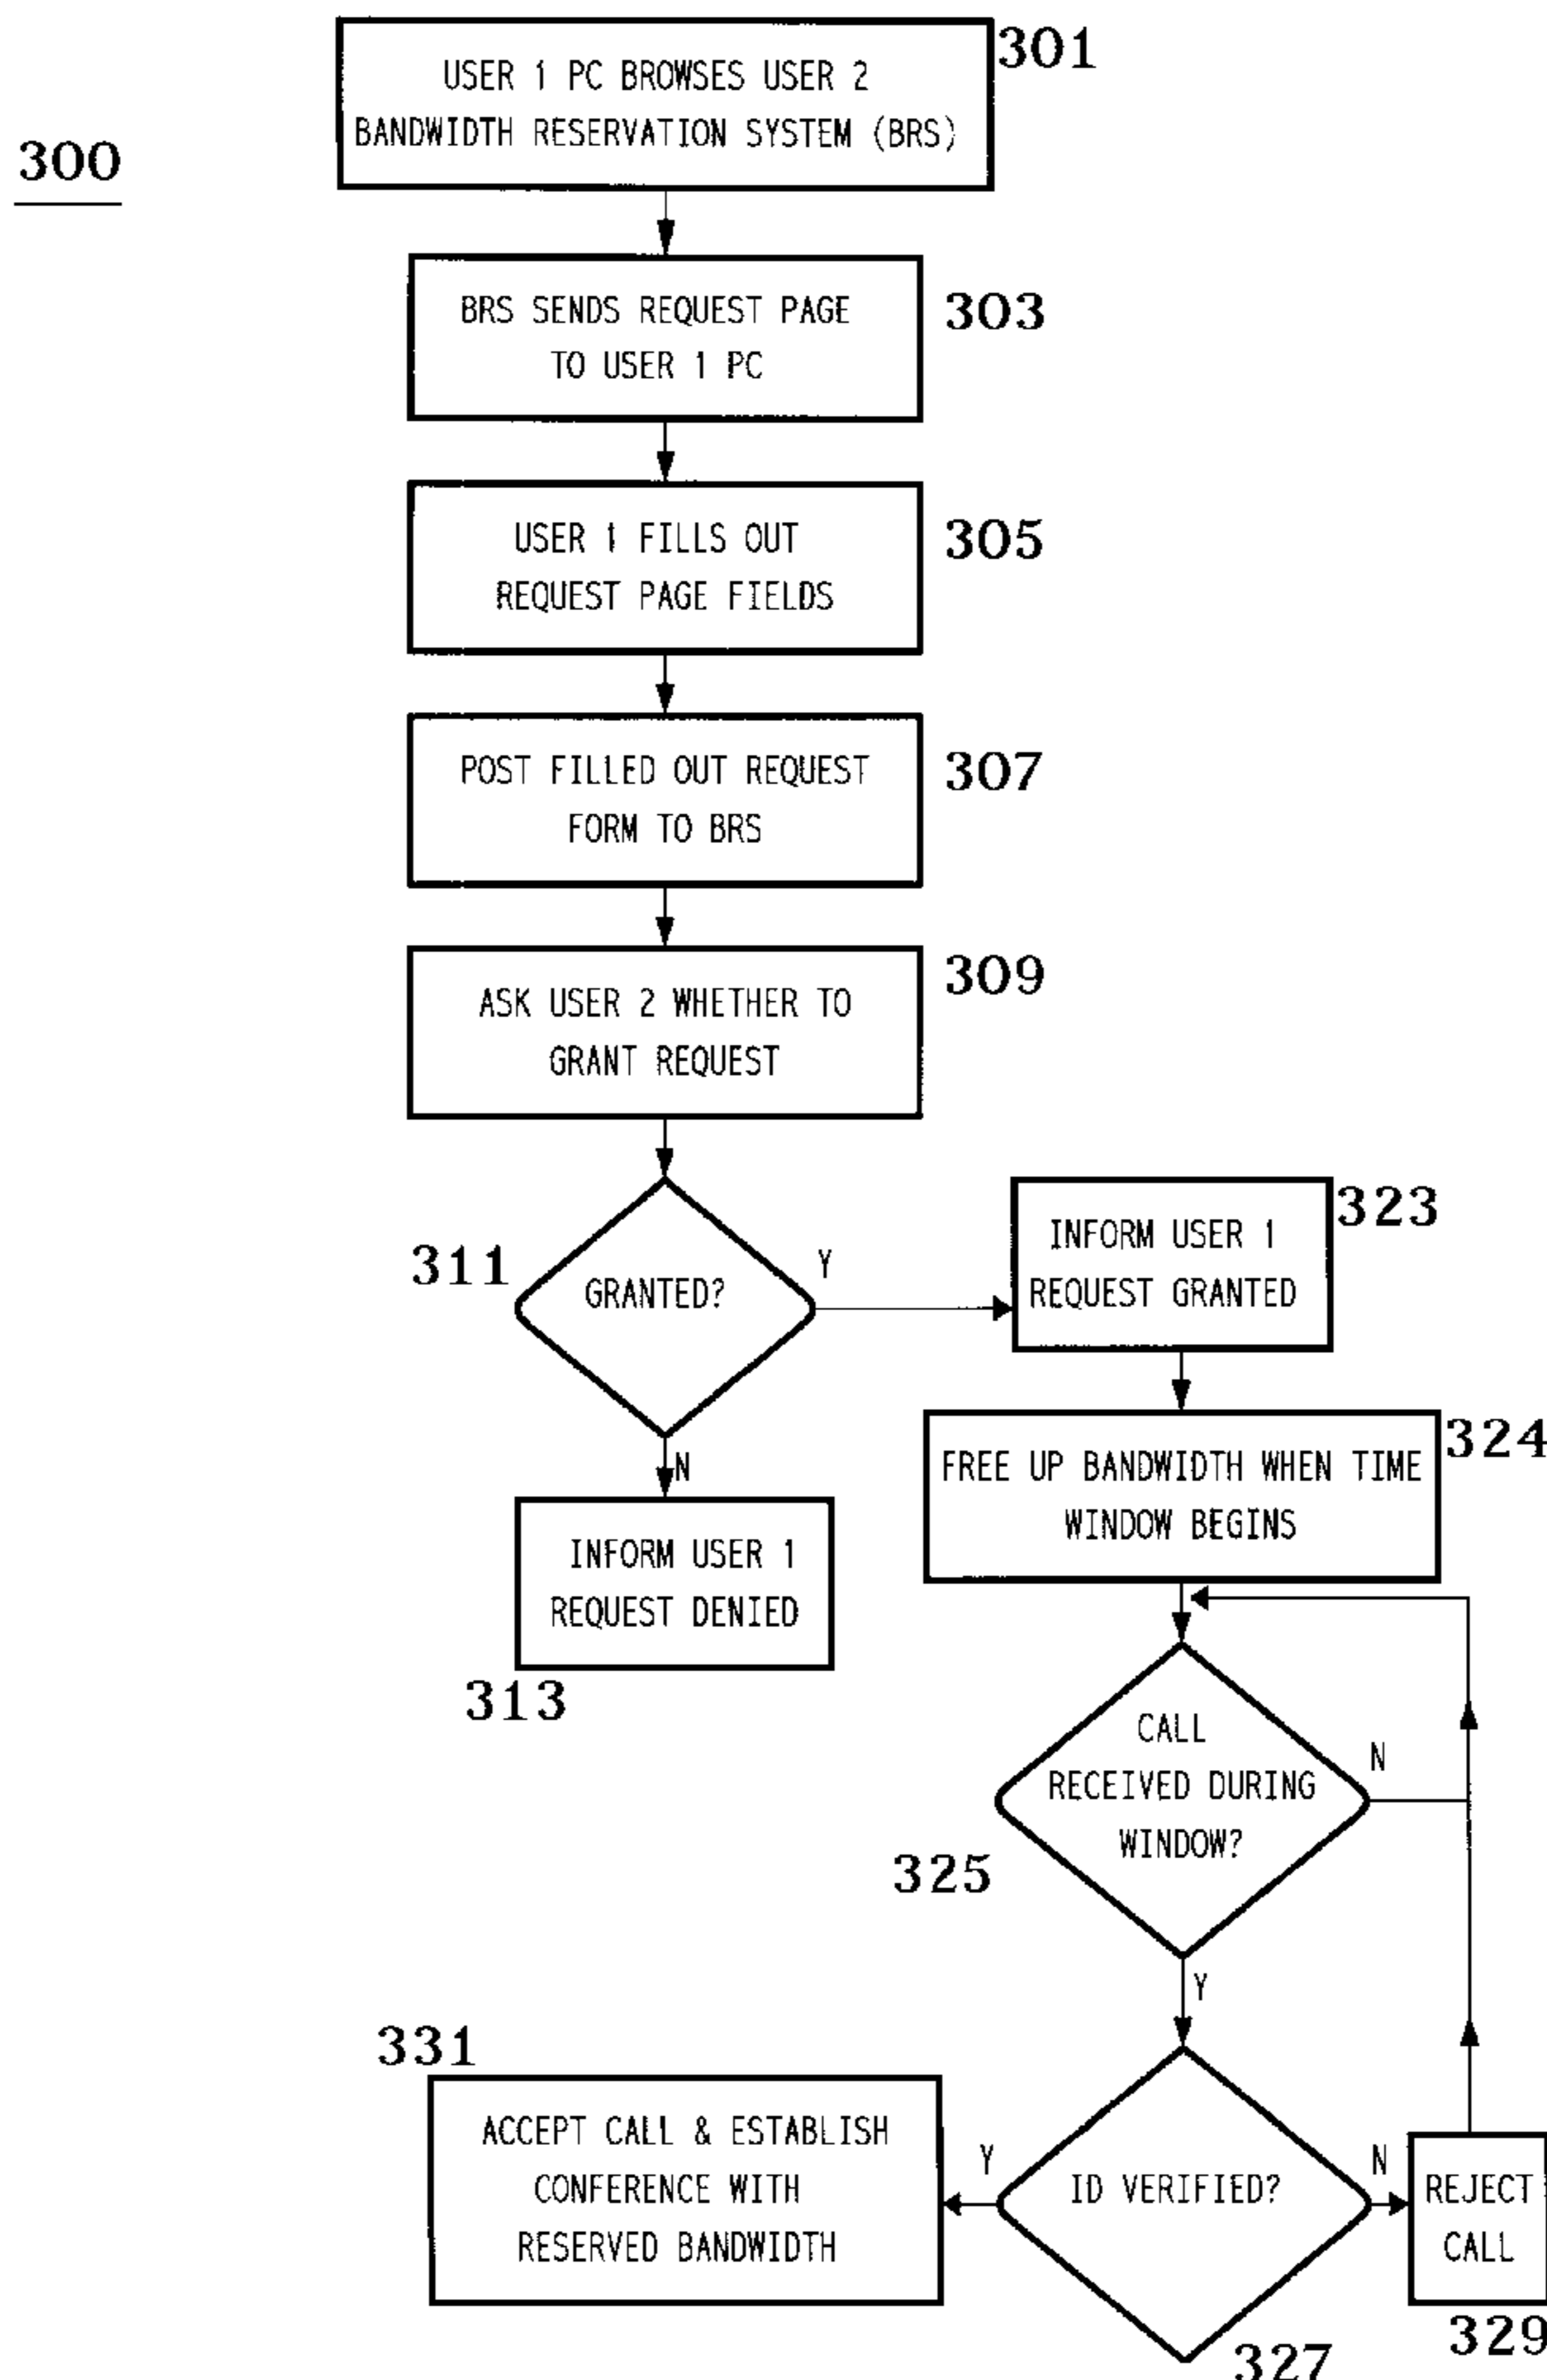 301
USER 1 PC BROWSES USER 2
BANDWIDTH RESERVATION SYSTEM (BRS)
300
BRS SENDS REQUEST PAGE
TO USER 1 PC
303
USER 1 FILLS OUT
REQUEST PAGE FIELDS
305
POST FILLED OUT REQUEST
FORM TO BRS
307
ASK USER 2 WHETHER TO
GRANT REQUEST
309
311
GRANTED?
Y
N
INFORM USER 1
REQUEST GRANTED
323
INFORM USER 1
REQUEST DENIED
313
FREE UP BANDWIDTH WHEN TIME
WINDOW BEGINS
324
CALL
RECEIVED DURING
WINDOW?
N
325
Y
331
ACCEPT CALL & ESTABLISH
CONFERENCE WITH
RESERVED BANDWIDTH
Y
ID VERIFIED?
N
REJECT
CALL
327
329